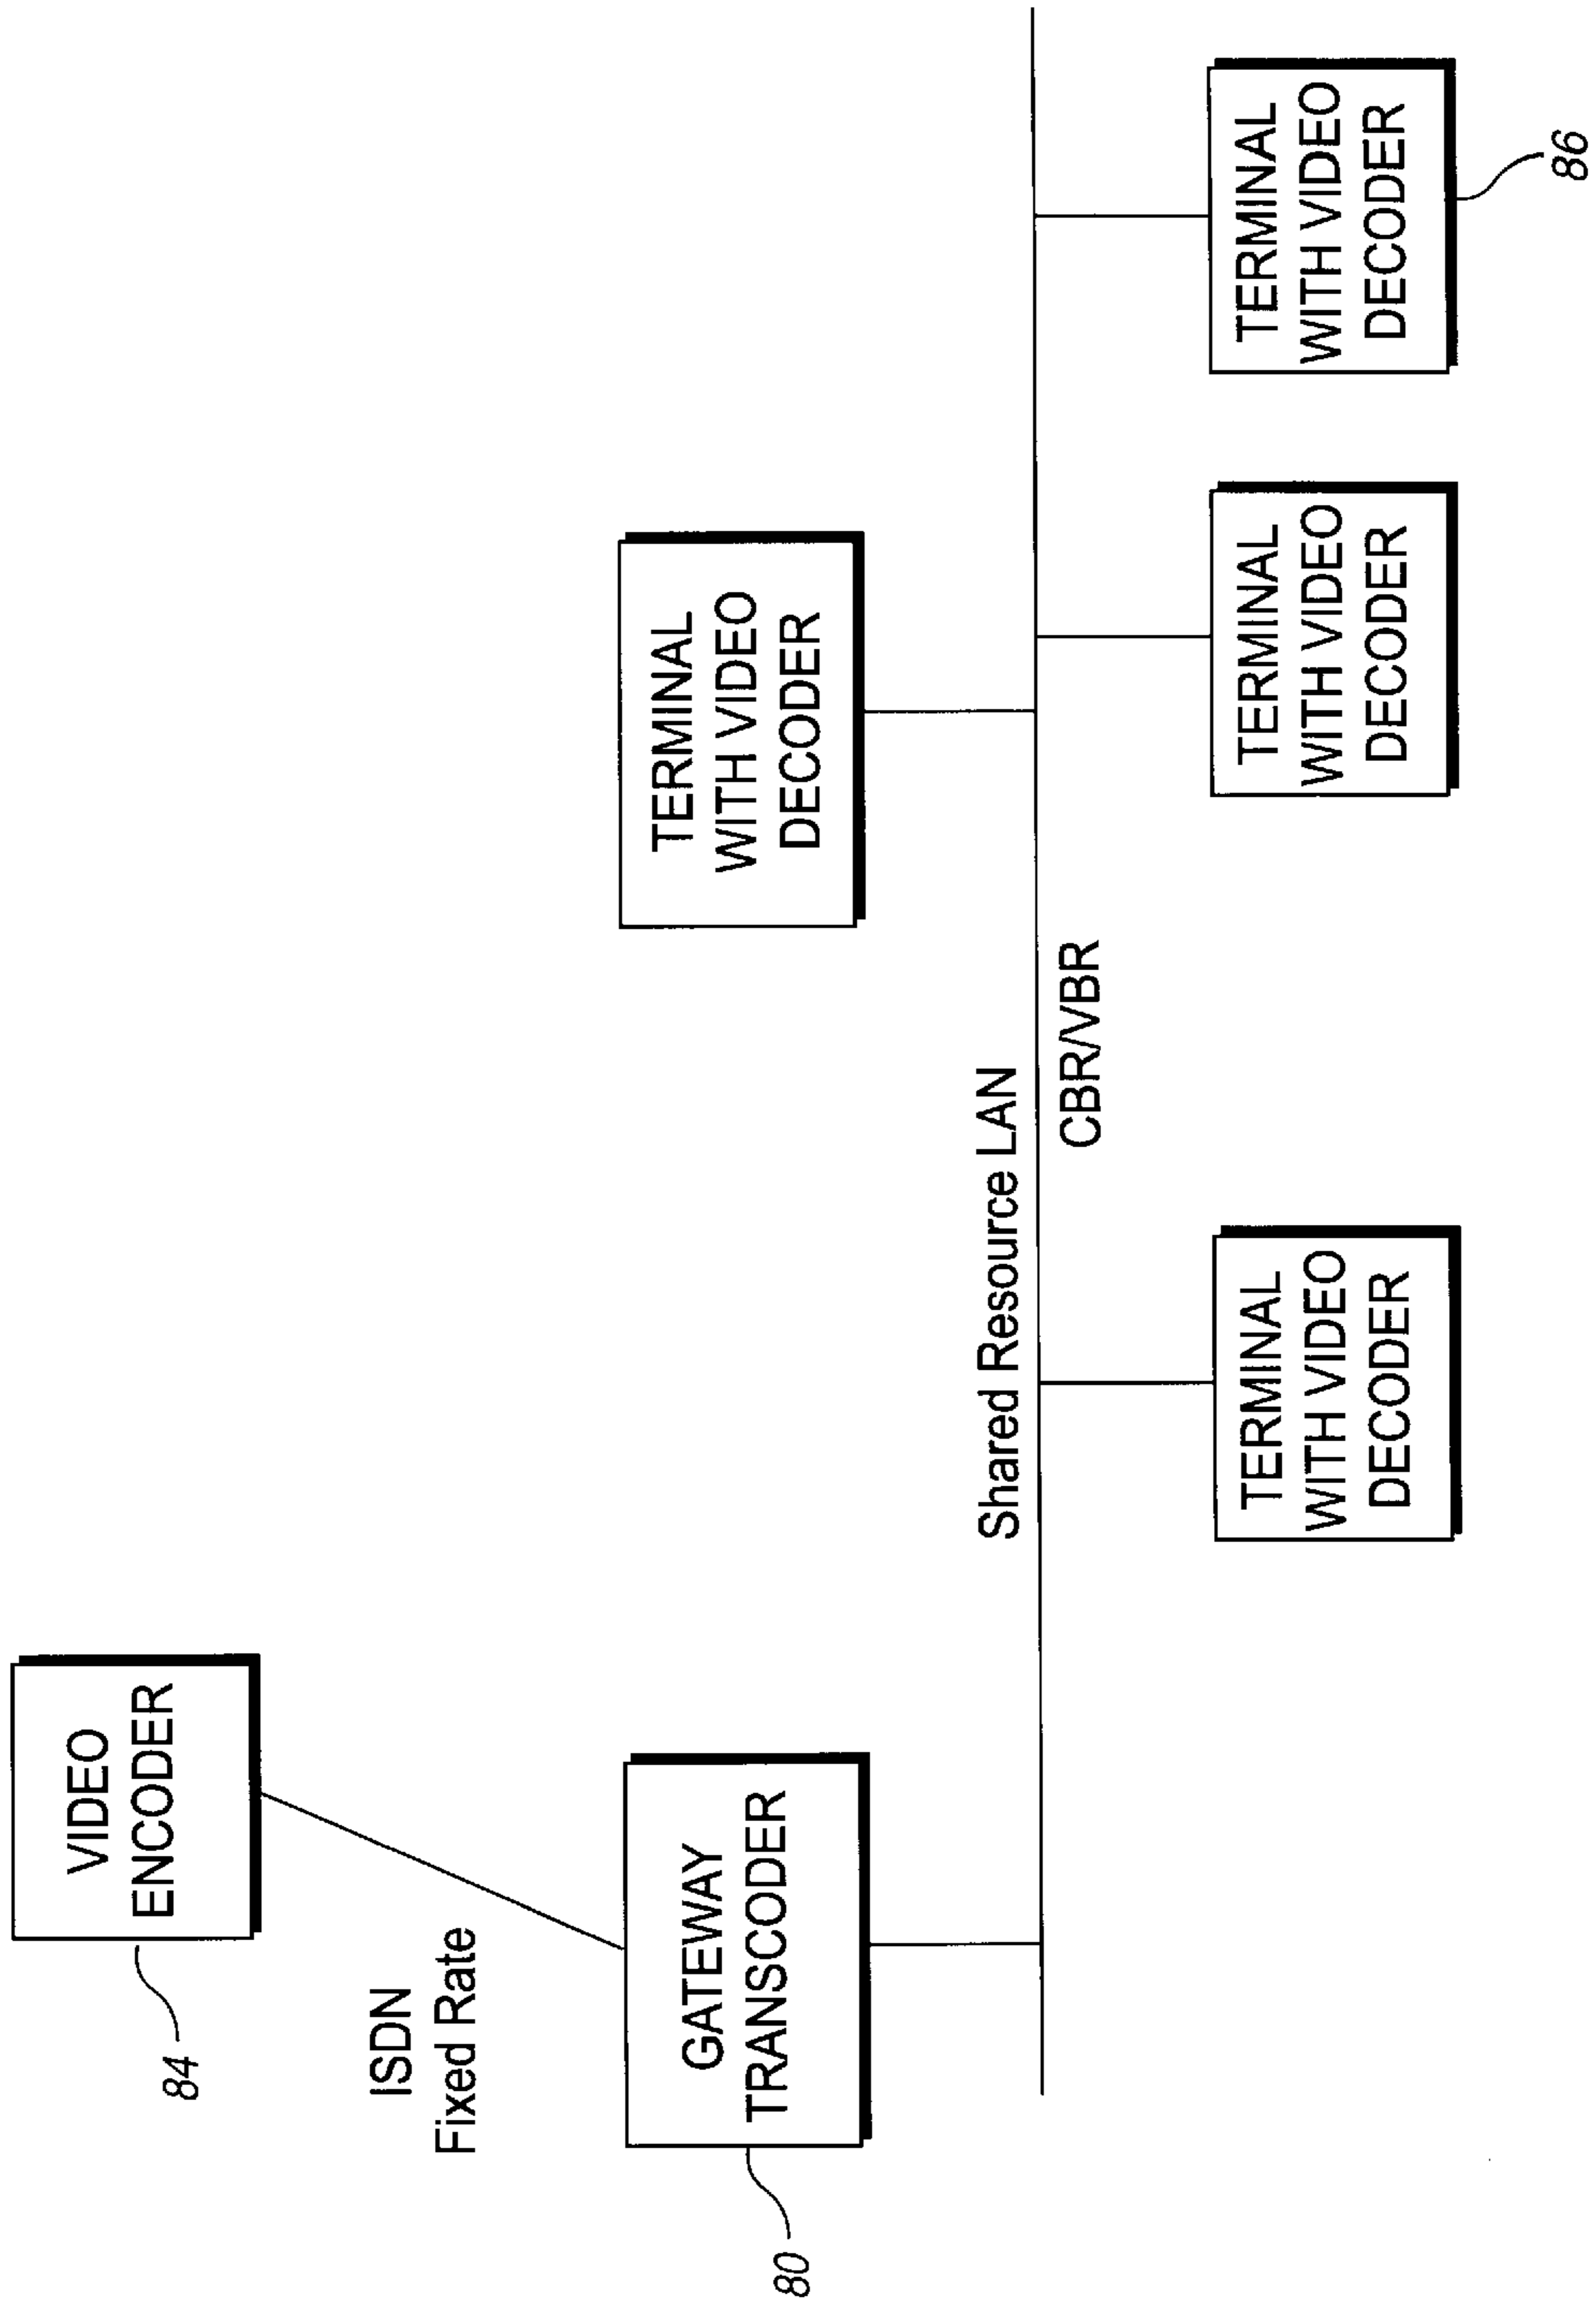 VIDEO
ENCODER
84
ISDN
Fixed Rate
GATEWAY
TRANSCODER
80
TERMINAL
WITH VIDEO
DECODER
Shared Resource LAN
CBR/VBR
TERMINAL
WITH VIDEO
DECODER
TERMINAL
WITH VIDEO
DECODER
TERMINAL
WITH VIDEO
DECODER
86